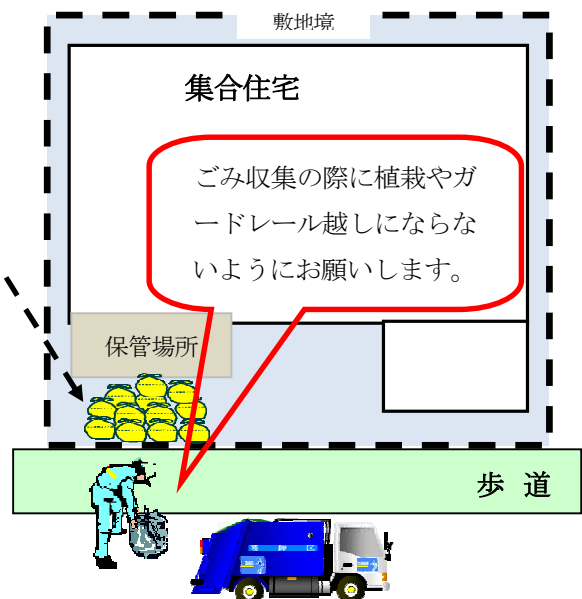 敷地境
集合住宅
ごみ収集の際に植栽やガ
ードレール越しにならな
いようにお願いします。
保管場所
歩 道